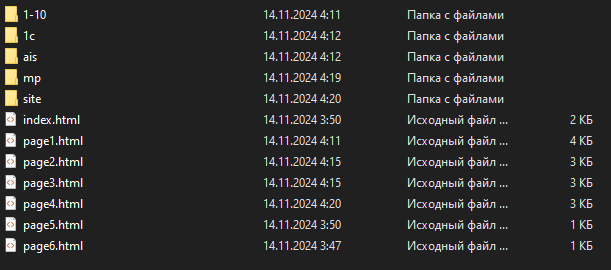 1-10 14.11.2024 4:11 Папка с файлами
1c 14.11.2024 4:12 Папка с файлами
ais 14.11.2024 4:12 Папка с файлами
mp 14.11.2024 4:19 Папка с файлами
site 14.11.2024 4:20 Папка с файлами
index.html 14.11.2024 3:50 Исходный файл ... 2 КБ
page1.html 14.11.2024 4:11 Исходный файл ... 4 КБ
page2.html 14.11.2024 4:15 Исходный файл ... 3 КБ
page3.html 14.11.2024 4:15 Исходный файл ... 3 КБ
page4.html 14.11.2024 4:20 Исходный файл ... 3 КБ
page5.html 14.11.2024 3:50 Исходный файл ... 1 КБ
page6.html 14.11.2024 3:47 Исходный файл ... 1 КБ